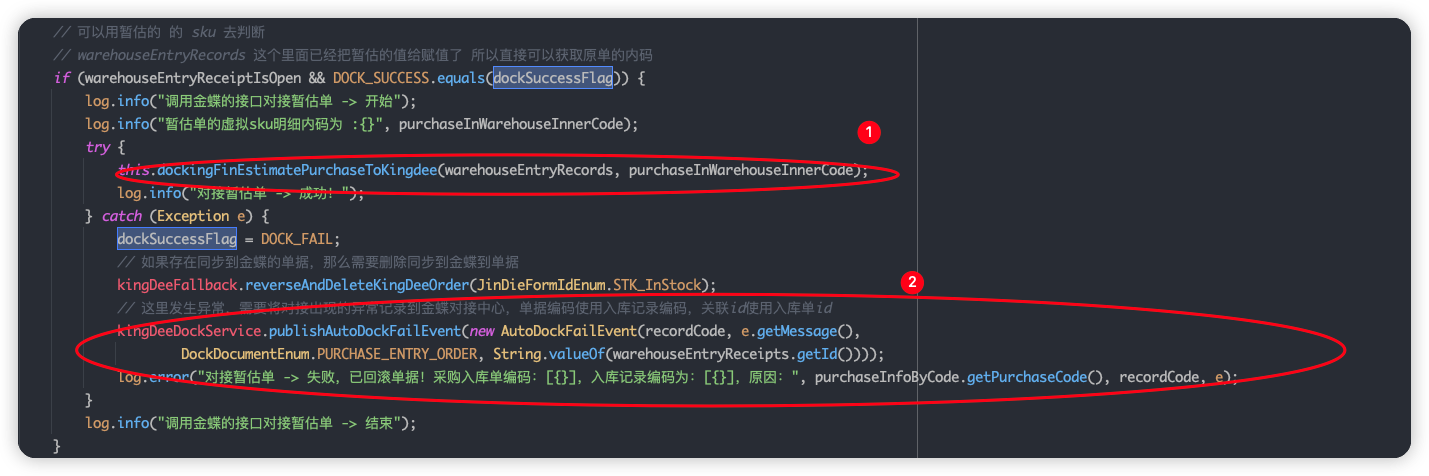 // 可以用暂估的 的 sku 去判断
// warehouseEntryRecords 这个里面已经把暂估的值给赋值了 所以直接可以获取原单的内码
if (warehouseEntryReceiptIsOpen && DOCK_SUCCESS.equals(dockSuccessFlag)) {
log.info("调用金蝶的接口对接暂估单 -> 开始");
log.info("暂估单的虚拟sku明细内码为 :{}", purchaseInWarehouseInnerCode);
1
try {
this.dockingFinEstimatePurchaseToKingdee(warehouseEntryRecords, purchaseInWarehouseInnerCode);
log.info("对接暂估单 -> 成功!");
} catch (Exception e) {
dockSuccessFlag = DOCK_FAIL;
// 如果存在同步到金蝶的单据，那么需要删除同步到金蝶到单据
kingDeeFallback.reverseAndDeleteKingDeeOrder(JinDieFormIdEnum.STK_InStock);
2
// 这里发生异常，需要将对接出现的异常记录到金蝶对接中心，单据编码使用入库记录编码，关联id使用入库单id
kingDeeDockService.publishAutoDockFailEvent(new AutoDockFailEvent(recordCode, e.getMessage(),
DockDocumentEnum.PURCHASE_ENTRY_ORDER, String.valueOf(warehouseEntryReceipts.getId())));
log.error("对接暂估单 -> 失败，已回滚单据！采购入库单编码：[{}]，入库记录编码为：[{}]，原因：", purchaseInfoByCode.getPurchaseCode(), recordCode, e);
}
log.info("调用金蝶的接口对接暂估单 -> 结束");
}